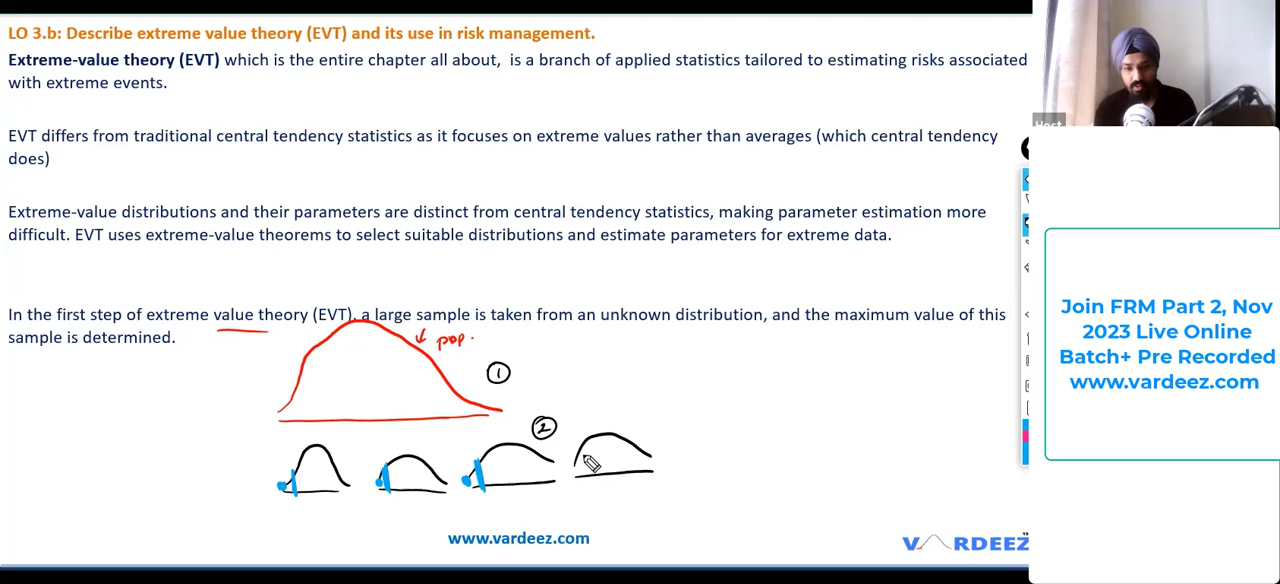 LO 3.b: Describe extreme value theory (EVT) and its use in risk management.
Extreme-value theory (EVT) which is the entire chapter all about, is a branch of applied statistics tailored to estimating risks associated
with extreme events.
EVT differs from traditional central tendency statistics as it focuses on extreme values rather than averages (which central tendency
does)
Extreme-value distributions and their parameters are distinct from central tendency statistics, making parameter estimation more
difficult. EVT uses extreme-value theorems to select suitable distributions and estimate parameters for extreme data.
In the first step of extreme value theory (EVT), a large sample is taken from an unknown distribution, and the maximum value of this
sample is determined.
pop.
1
2
www.vardeez.com
VARDEEZ
Host
Join FRM Part 2, Nov
2023 Live Online
Batch+ Pre Recorded
www.vardeez.com